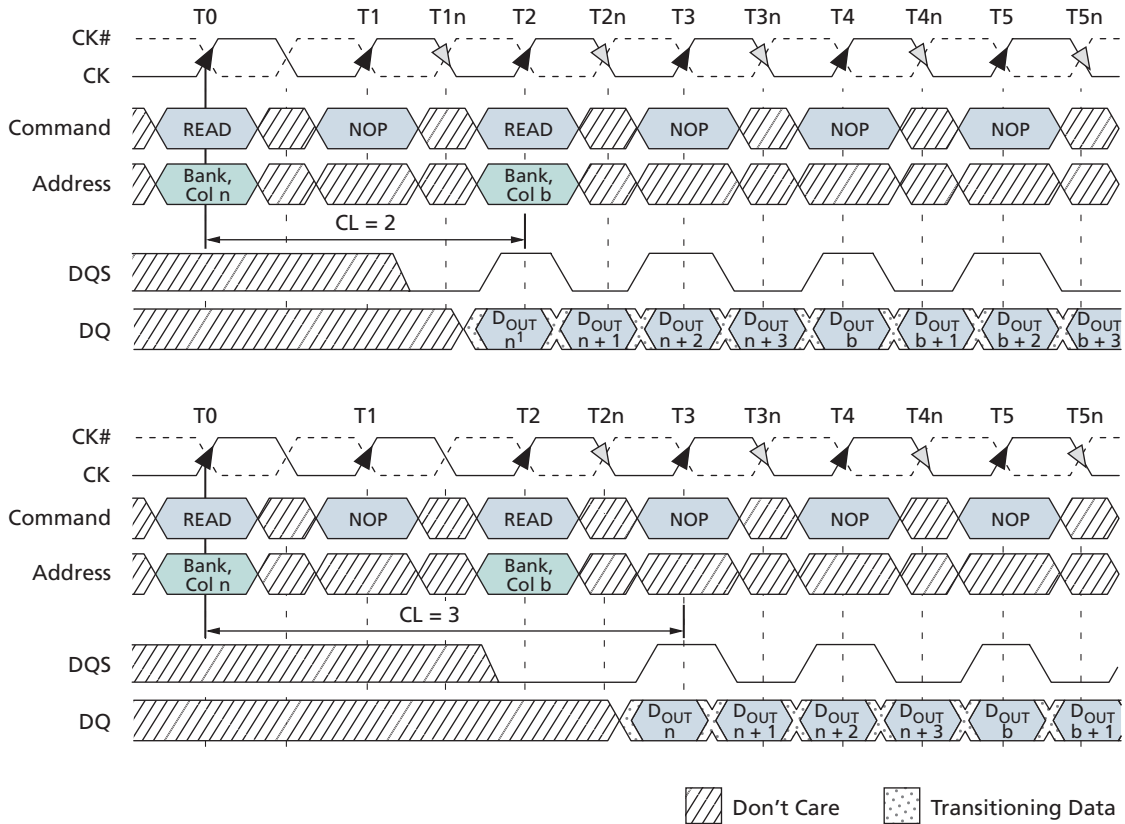 T0 T1 T1n T2 T2n T3 T3n T4 T4n T5 T5n
CK#
CK
Command READ NOP READ NOP NOP NOP
Address Bank, Col n Bank, Col b
CL = 2
DQS
DQ DOUT n1 DOUT n + 1 DOUT n + 2 DOUT n + 3 DOUT b DOUT b + 1 DOUT b + 2 DOUT b + 3
T0 T1 T2 T2n T3 T3n T4 T4n T5 T5n
CK#
CK
Command READ NOP READ NOP NOP NOP
Address Bank, Col n Bank, Col b
CL = 3
DQS
DQ DOUT n DOUT n + 1 DOUT n + 2 DOUT n + 3 DOUT b DOUT b + 1
Don't Care Transitioning Data